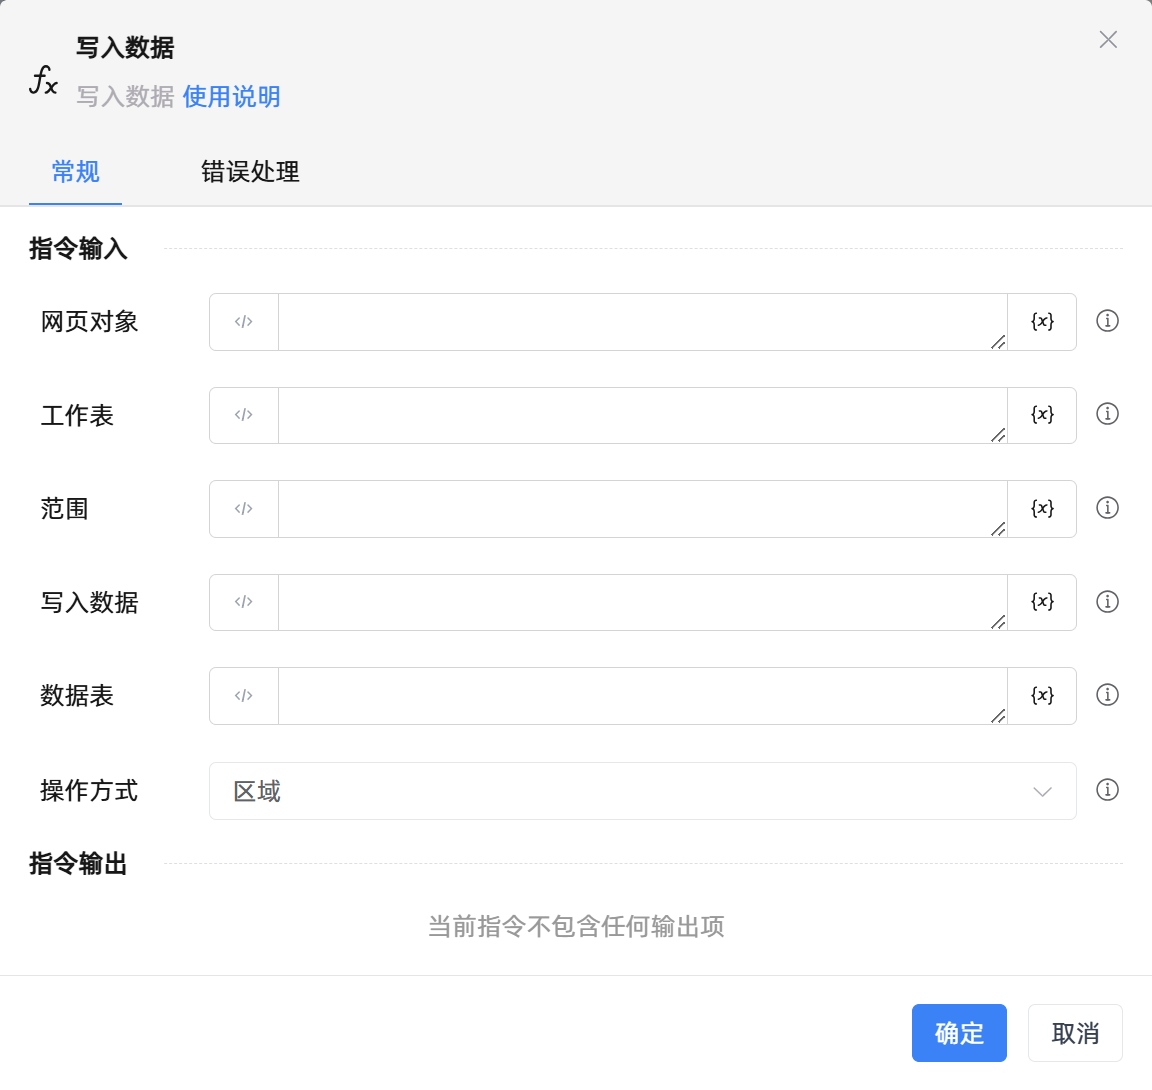 写入数据
fx
写入数据 使用说明
常规 错误处理
指令输入
网页对象 </> {x}
工作表 </> {x}
范围 </> {x}
写入数据 </> {x}
数据表 </> {x}
操作方式 区域
指令输出
当前指令不包含任何输出项
确定 取消